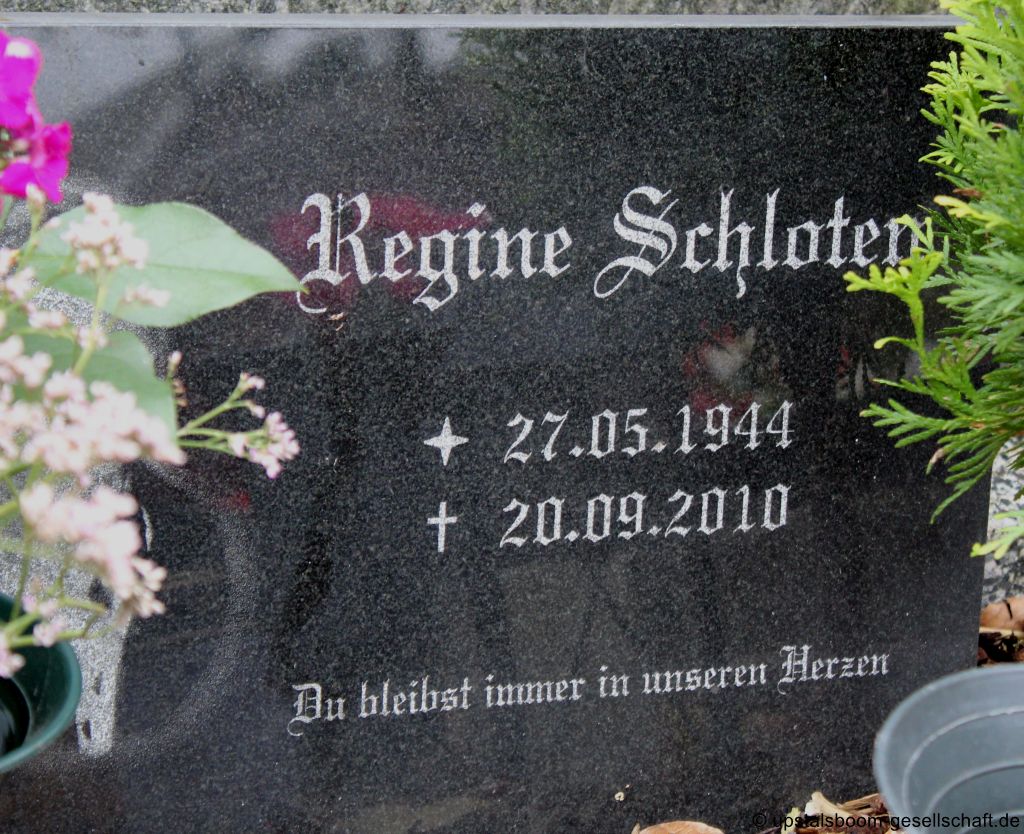 Regine Schloten
27.05.1944
† 20.09.2010
Du bleibst immer in unseren Herzen
© upstalsboom-gesellschaft.de